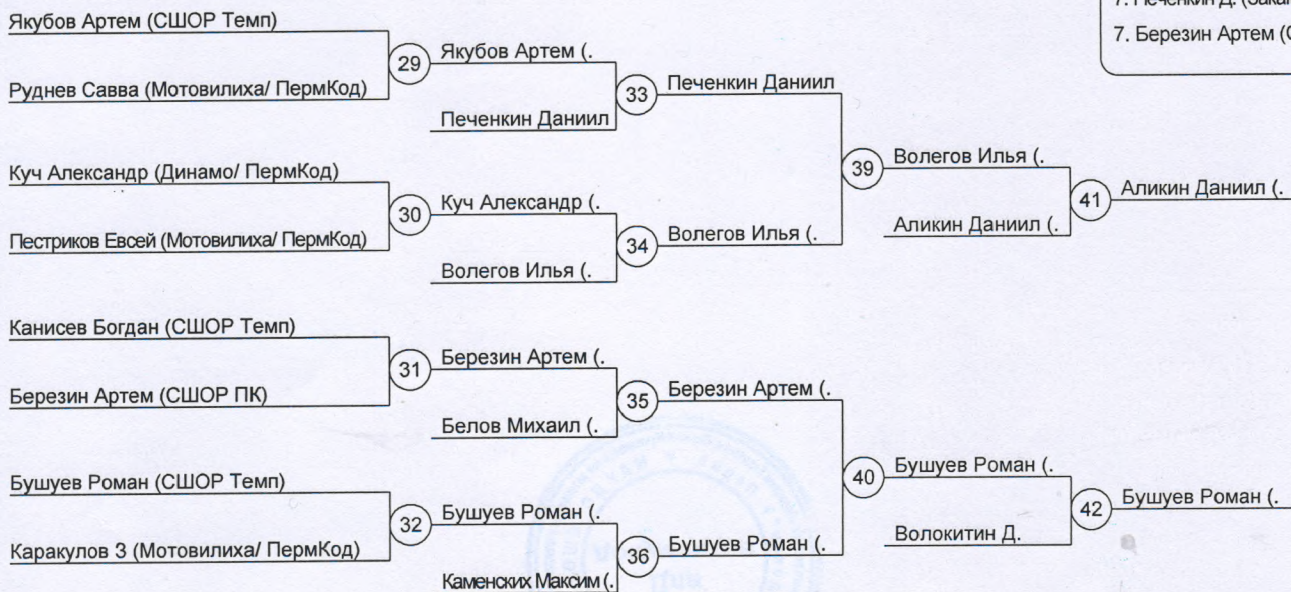 7. Печенкин Д. (Зака
7. Березин Артем (С
Якубов Артем (СШОР Темп)
29
Якубов Артем (.
Руднев Савва (Мотовилиха/ ПермКод)
33
Печенкин Даниил
Печенкин Даниил
Куч Александр (Динамо/ ПермКод)
39
Волегов Илья (.
30
Куч Александр (.
41
Аликин Даниил (.
Пестриков Евсей (Мотовилиха/ ПермКод)
34
Волегов Илья (.
Аликин Даниил (.
Волегов Илья (.
Канисев Богдан (СШОР Темп)
31
Березин Артем (.
Березин Артем (СШОР ПК)
35
Березин Артем (.
Белов Михаил (.
Бушуев Роман (СШОР Темп)
40
Бушуев Роман (.
32
Бушуев Роман (.
42
Бушуев Роман (.
Каракулов З (Мотовилиха/ ПермКод)
36
Бушуев Роман (.
Волокитин Д.
Каменских Максим (.